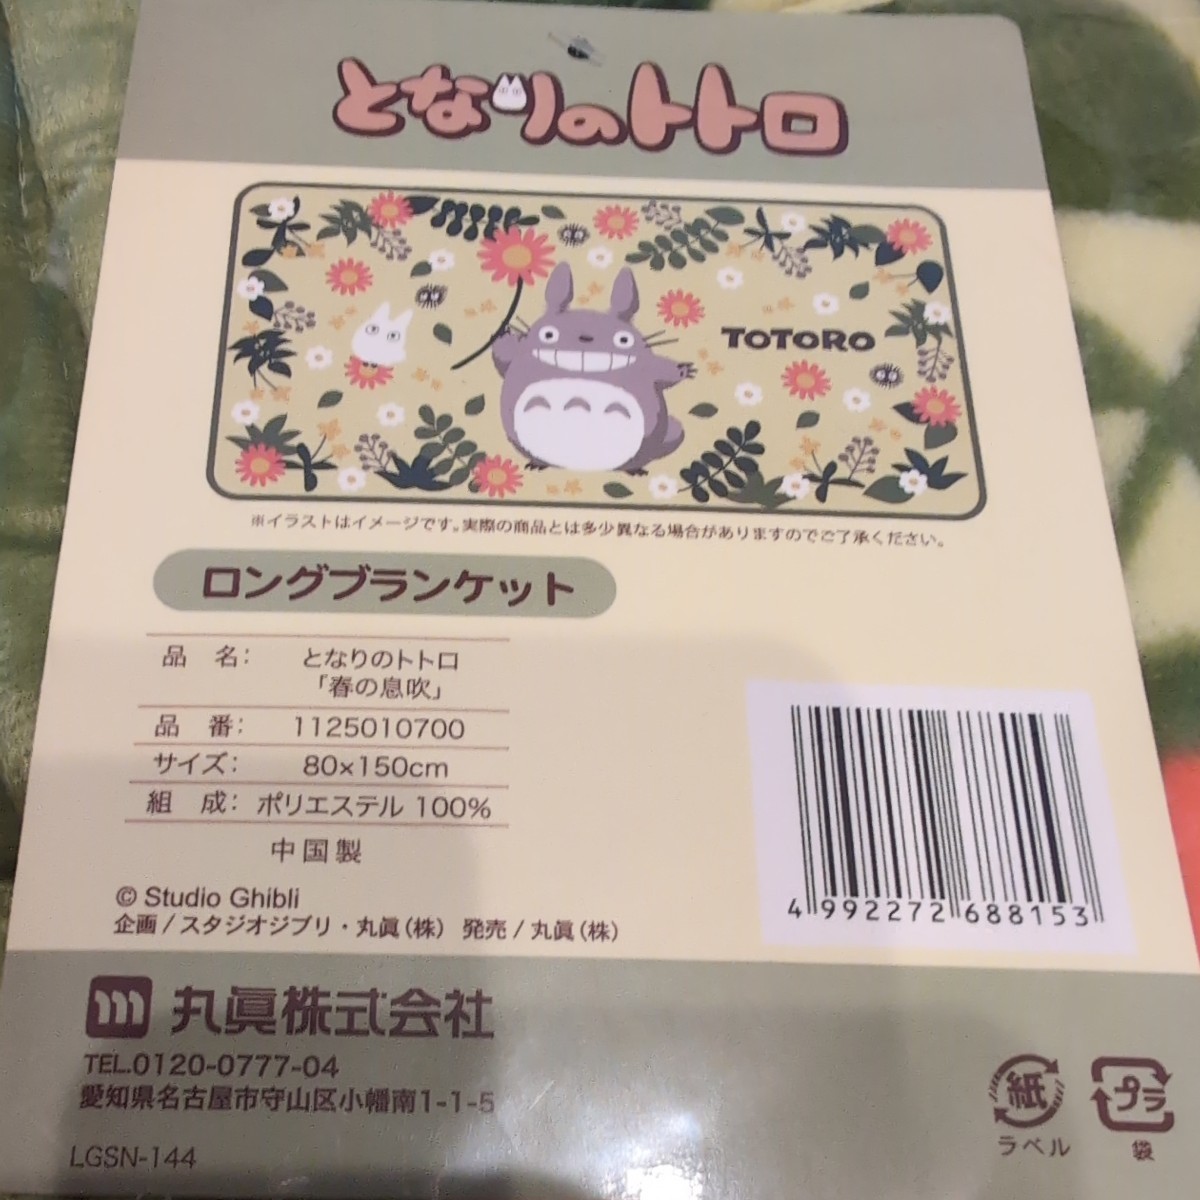 となりのトトロ
TOTORO
※イラストはイメージです。実際の商品とは多少異なる場合がありますのでご了承ください。
ロングブランケット
品 名： となりのトトロ
「春の息吹」
品 番： 1125010700
サイズ： 80×150cm
組 成： ポリエステル 100%
中国製
© Studio Ghibli
企画/スタジオジブリ・丸眞(株) 発売/丸眞(株)
4 992272 688153
丸眞株式会社
TEL.0120-0777-04
愛知県名古屋市守山区小幡南1-1-5
LGSN-144
紙
ラベル
プラ
袋